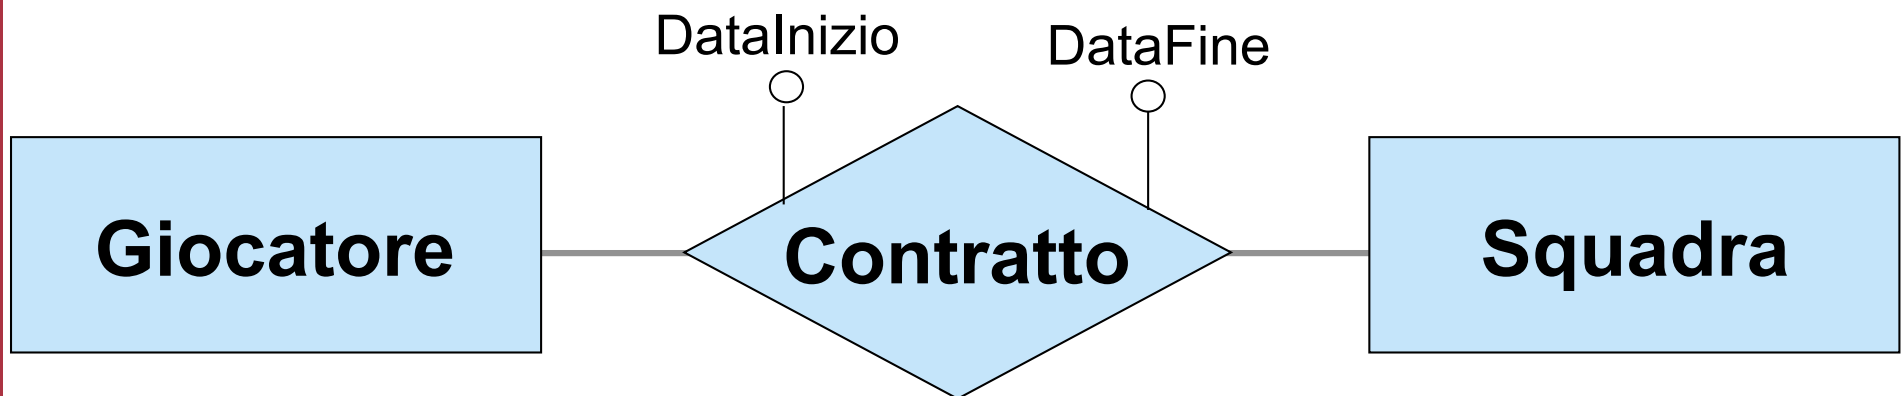 DataInizio
DataFine
Giocatore
Contratto
Squadra